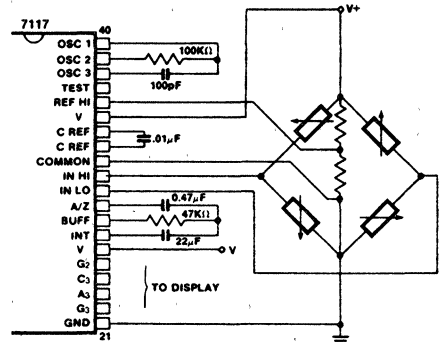 7117
40
V+
OSC 1
OSC 2
100KΩ
OSC 3
100pF
TEST
REF HI
V
C REF
.01µF
C REF
COMMON
IN HI
IN LO
A/Z
0.47µF
BUFF
47KΩ
INT
22µF
V
V
G2
C3
TO DISPLAY
A3
G3
GND
21